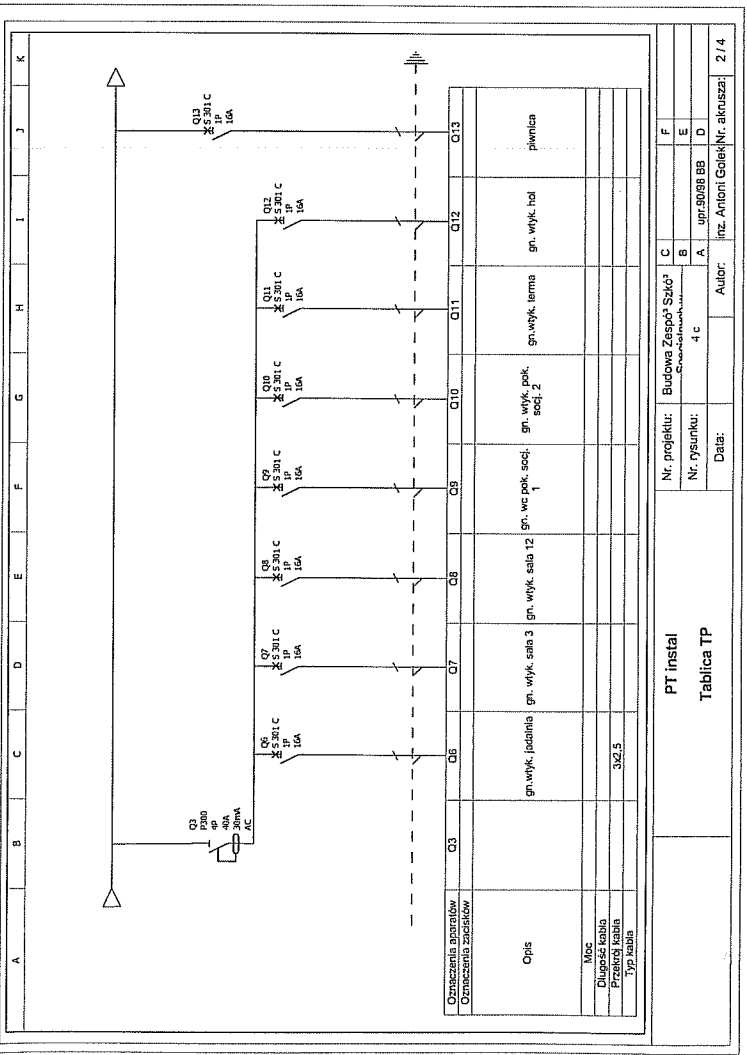 A
B
C
D
E
F
G
H
I
J
K
Q3
P300
4P
40A
30mA
AC
Q6
S 301 C
1P
16A
Q7
S 301 C
1P
16A
Q8
S 301 C
1P
16A
Q9
S 301 C
1P
16A
Q10
S 301 C
1P
16A
Q11
S 301 C
1P
16A
Q12
S 301 C
1P
16A
Q13
S 301 C
1P
16A
Oznaczenia aparatów Q3 Q6 Q7 Q8 Q9 Q10 Q11 Q12 Q13
Oznaczenia zacisków
Opis
gn.wtyk. jadalnia
gn. wtyk. sala 3
gn. wtyk. sala 12
gn. wc pok. socj.
1
gn. wtyk. pok.
socj. 2
gn.wtyk. terma
gn. wtyk. hol
piwnica
Moc
Długość kabla
Przekrój kabla 3x2,5
Typ kabla
PT instal
Tablica TP
Nr. projektu: Budowa Zespó³ Szkó³
Nr. rysunku: 4 c
Data:
C
B
A
F
E
D
upr.90/98 BB
Autor: inz. Antoni Golek
Nr. akrusza: 2 / 4